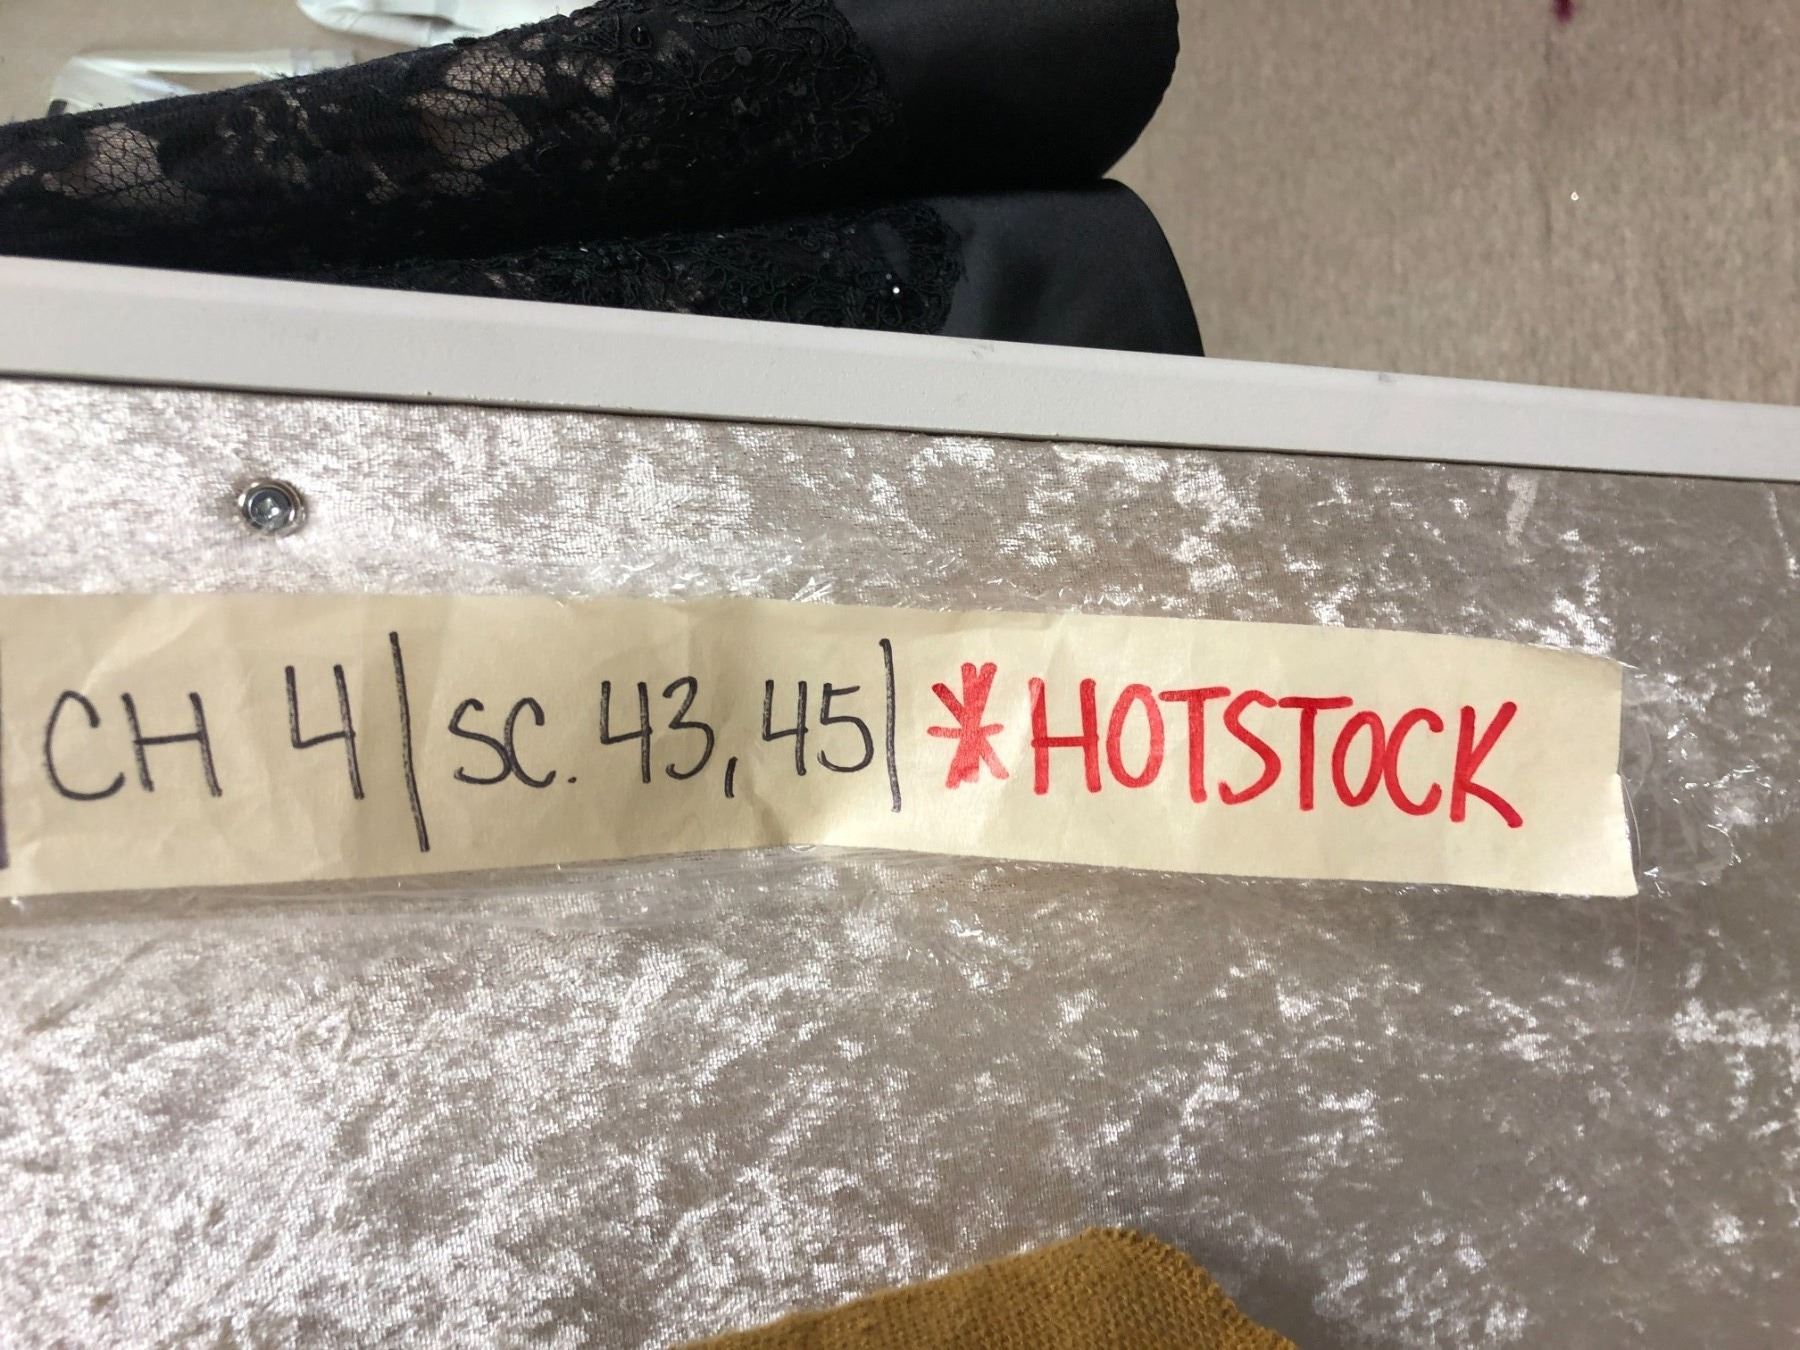 CH 4 | SC. 43, 45 | *HOTSTOCK